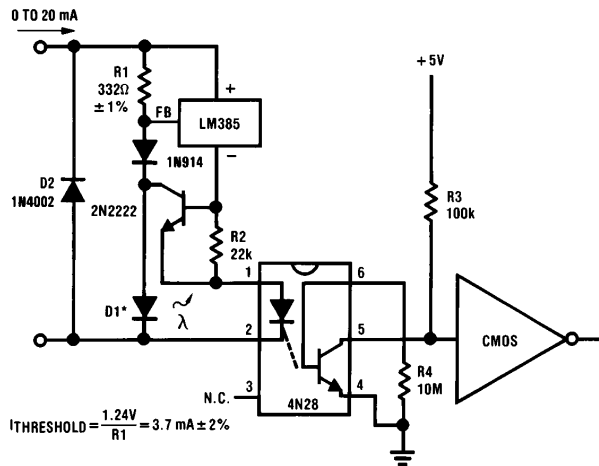 0 TO 20 mA
R1
332Ω
±1%
FB
+
LM385
−
1N914
D2
1N4002
2N2222
R2
22k
D1*
λ
+5V
R3
100k
1
6
2
5
3
4
N.C.
4N28
CMOS
R4
10M
ITHRESHOLD = 1.24V / R1 = 3.7 mA ± 2%